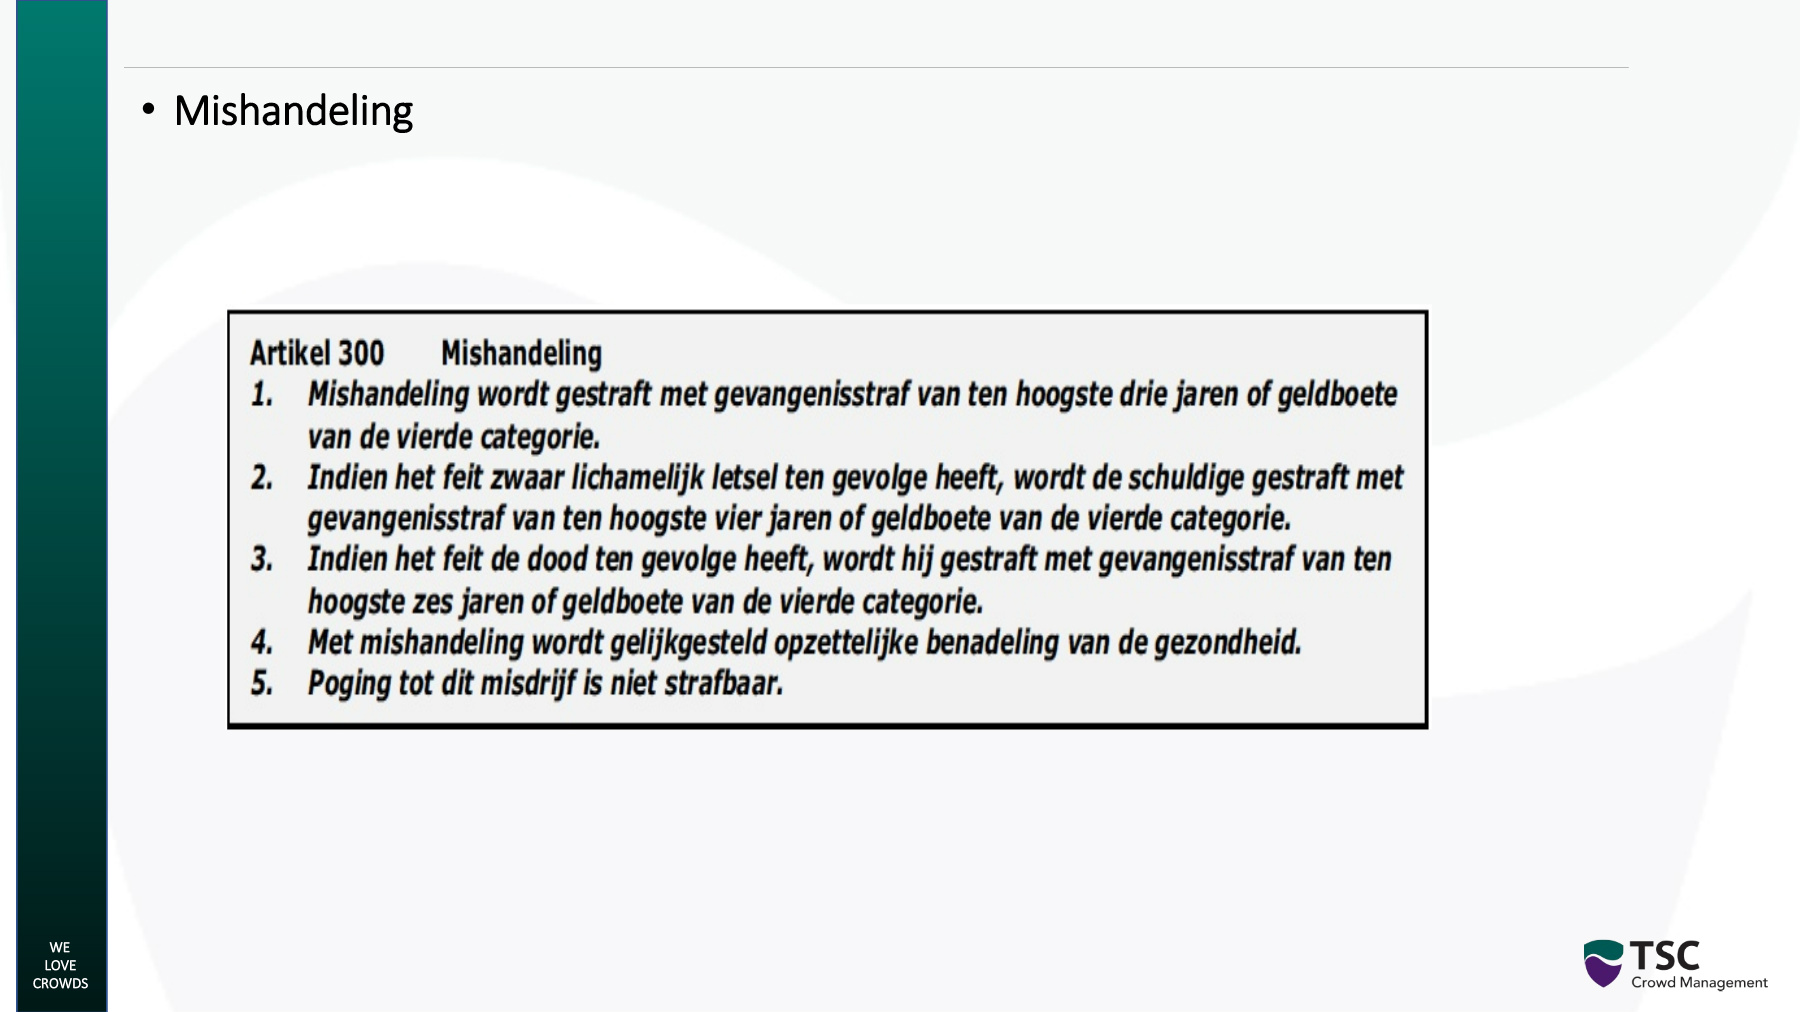 • Mishandeling
Artikel 300 Mishandeling
1. Mishandeling wordt gestraft met gevangenisstraf van ten hoogste drie jaren of geldboete
van de vierde categorie.
2. Indien het feit zwaar lichamelijk letsel ten gevolge heeft, wordt de schuldige gestraft met
gevangenisstraf van ten hoogste vier jaren of geldboete van de vierde categorie.
3. Indien het feit de dood ten gevolge heeft, wordt hij gestraft met gevangenisstraf van ten
hoogste zes jaren of geldboete van de vierde categorie.
4. Met mishandeling wordt gelijkgesteld opzettelijke benadeling van de gezondheid.
5. Poging tot dit misdrijf is niet strafbaar.
WE
LOVE
CROWDS
TSC
Crowd Management